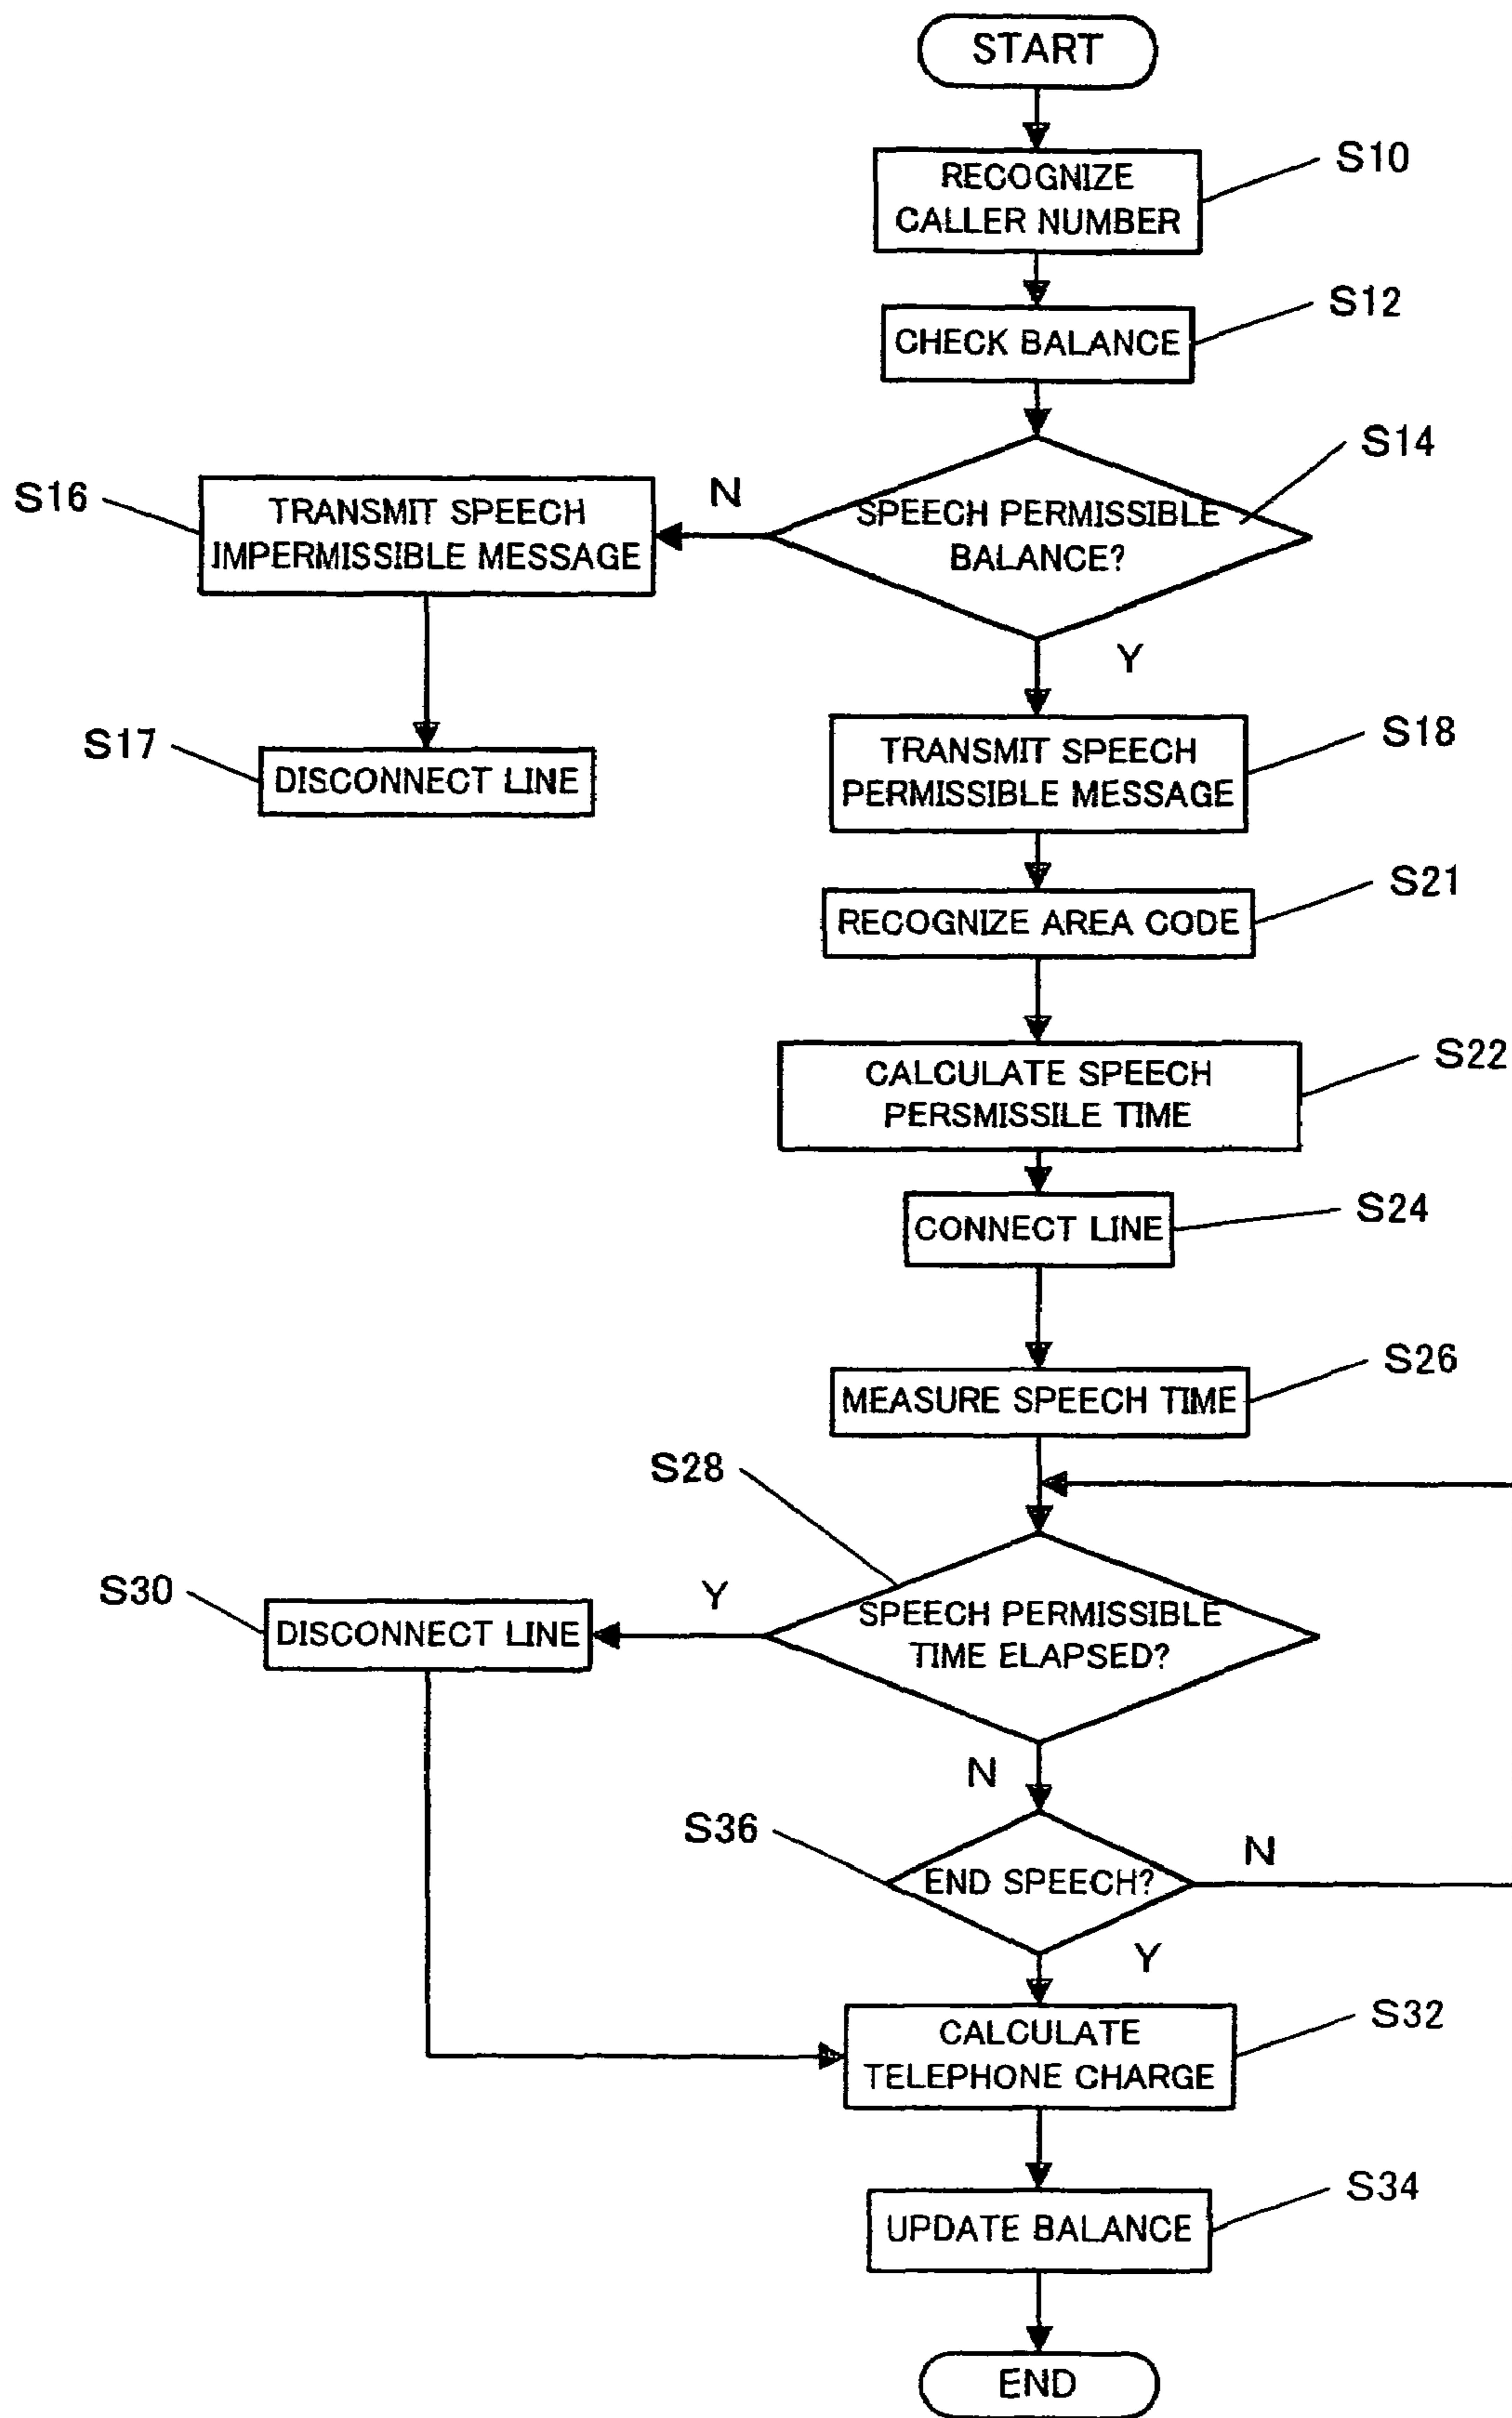 START
S10
RECOGNIZE
CALLER NUMBER
S12
CHECK BALANCE
S14
SPEECH PERMISSIBLE
BALANCE?
N
S16
TRANSMIT SPEECH
IMPERMISSIBLE MESSAGE
Y
S17
DISCONNECT LINE
S18
TRANSMIT SPEECH
PERMISSIBLE MESSAGE
S21
RECOGNIZE AREA CODE
S22
CALCULATE SPEECH
PERSMISSILE TIME
S24
CONNECT LINE
S26
MEASURE SPEECH TIME
S28
SPEECH PERMISSIBLE
TIME ELAPSED?
Y
S30
DISCONNECT LINE
N
S36
END SPEECH?
N
Y
S32
CALCULATE
TELEPHONE CHARGE
S34
UPDATE BALANCE
END